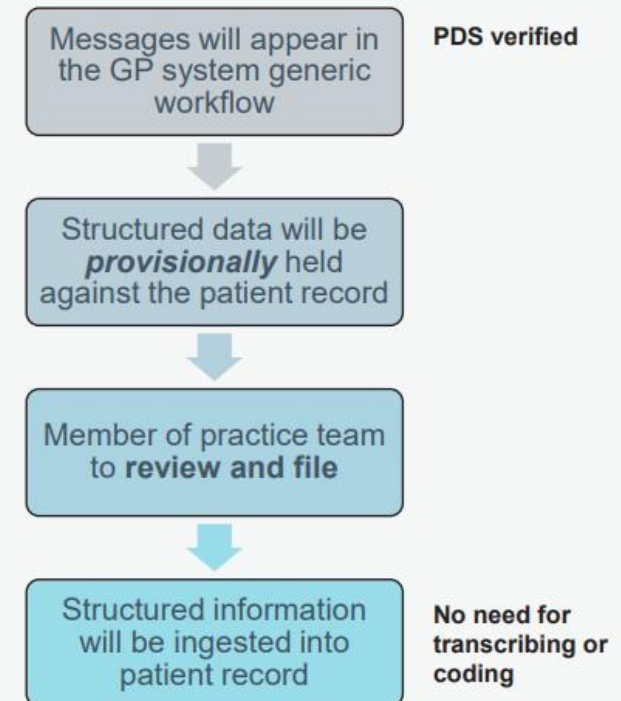 Messages will appear in
the GP system generic
workflow
PDS verified
Structured data will be
provisionally held
against the patient record
Member of practice team
to review and file
Structured information
will be ingested into
patient record
No need for
transcribing or
coding